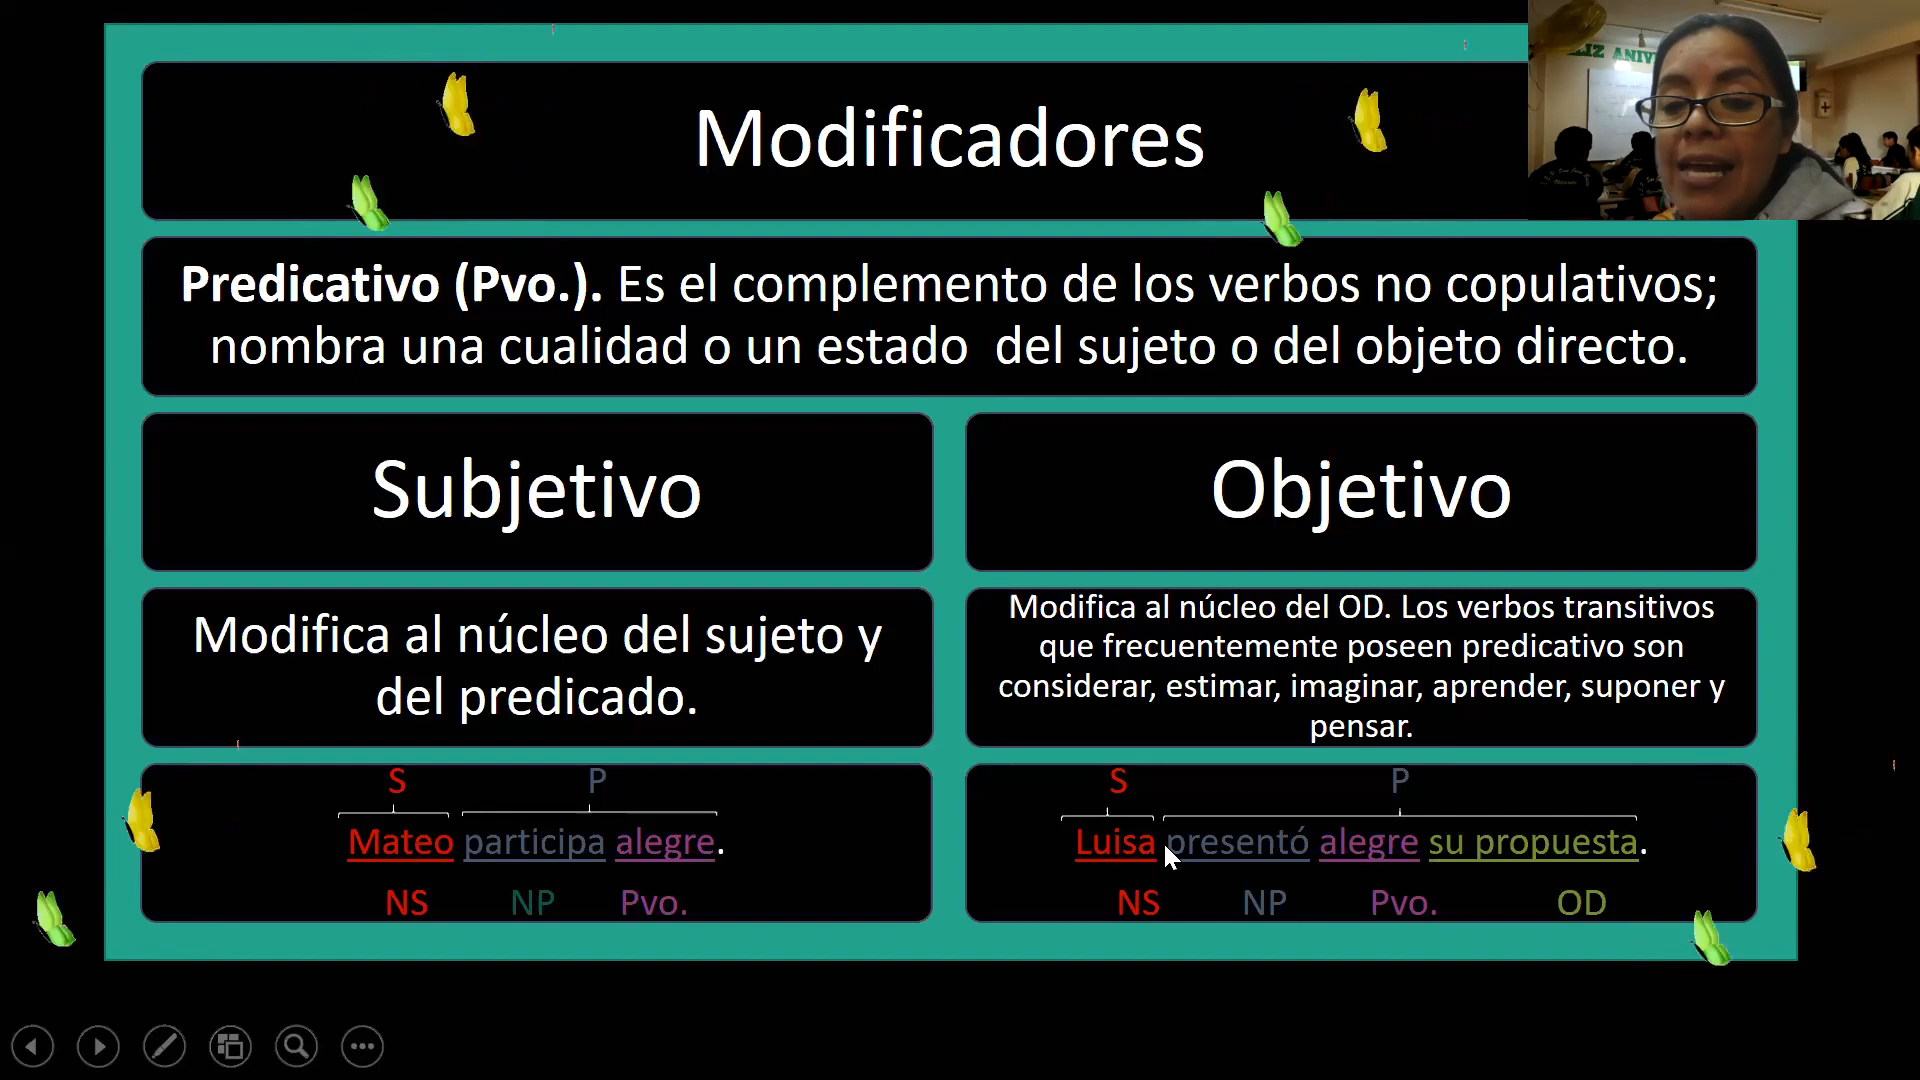 Modificadores
LIZ ANIV
Predicativo (Pvo.). Es el complemento de los verbos no copulativos;
nombra una cualidad o un estado del sujeto o del objeto directo.
Subjetivo
Objetivo
Modifica al núcleo del sujeto y
del predicado.
Modifica al núcleo del OD. Los verbos transitivos
que frecuentemente poseen predicativo son
considerar, estimar, imaginar, aprender, suponer y
pensar.
S P
Mateo participa alegre.
NS NP Pvo.
S P
Luisa presentó alegre su propuesta.
NS NP Pvo. OD